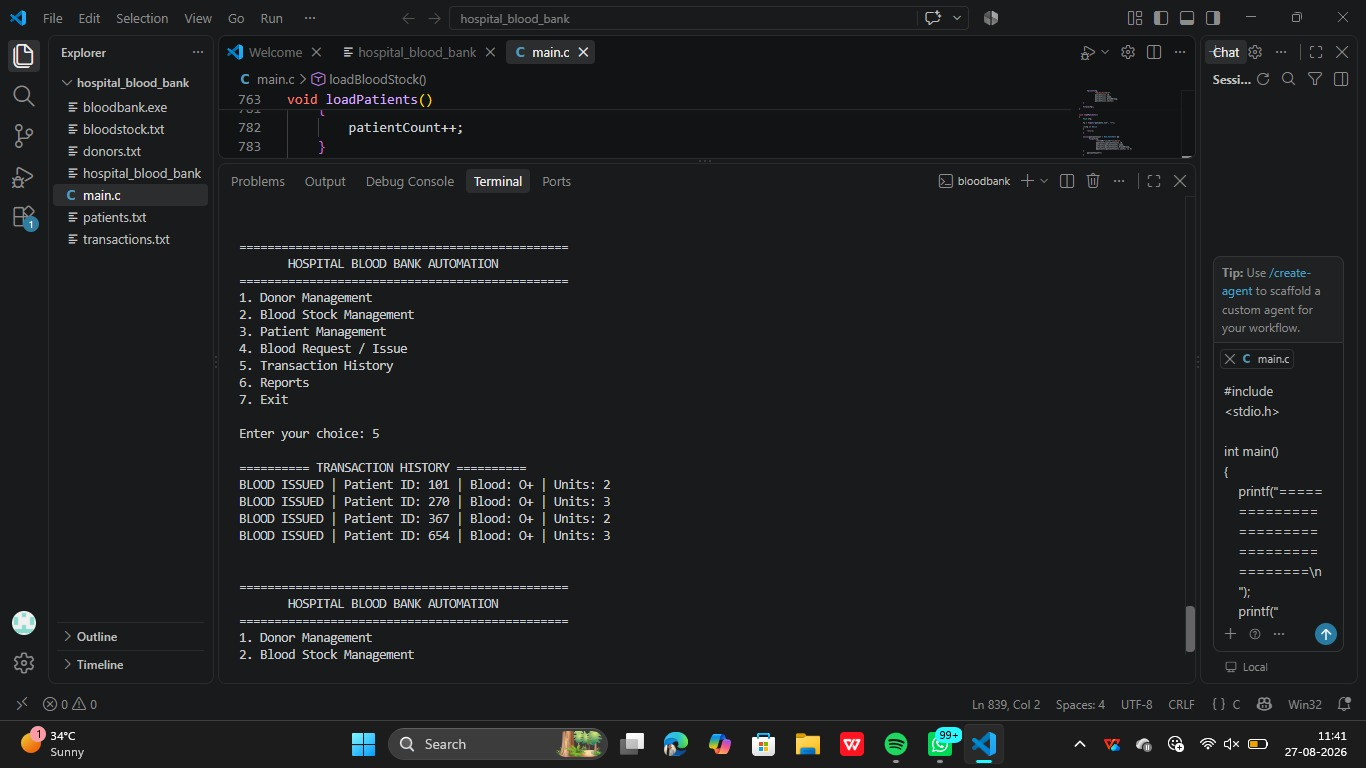 File Edit Selection View Go Run ···
hospital_blood_bank
Explorer ···
hospital_blood_bank
bloodbank.exe
bloodstock.txt
donors.txt
hospital_blood_bank
C main.c
patients.txt
transactions.txt
Outline
Timeline
1
Welcome
hospital_blood_bank
C main.c
C main.c > loadBloodStock()
763 void loadPatients()
782 patientCount++;
783 }
Problems Output Debug Console Terminal Ports
bloodbank
===============================================
HOSPITAL BLOOD BANK AUTOMATION
===============================================
1. Donor Management
2. Blood Stock Management
3. Patient Management
4. Blood Request / Issue
5. Transaction History
6. Reports
7. Exit
Enter your choice: 5
========== TRANSACTION HISTORY ==========
BLOOD ISSUED | Patient ID: 101 | Blood: O+ | Units: 2
BLOOD ISSUED | Patient ID: 270 | Blood: O+ | Units: 3
BLOOD ISSUED | Patient ID: 367 | Blood: O+ | Units: 2
BLOOD ISSUED | Patient ID: 654 | Blood: O+ | Units: 3
===============================================
HOSPITAL BLOOD BANK AUTOMATION
===============================================
1. Donor Management
2. Blood Stock Management
Chat
Sessi...
Tip: Use /create-
agent to scaffold a
custom agent for
your workflow.
C main.c
#include
<stdio.h>
int main()
{
printf("=====
=========
=========
=========
========\n
");
printf("
Local
0 0
Ln 839, Col 2 Spaces: 4 UTF-8 CRLF {} C Win32
1
34°C
Sunny
Search
99+
11:41
27-08-2026